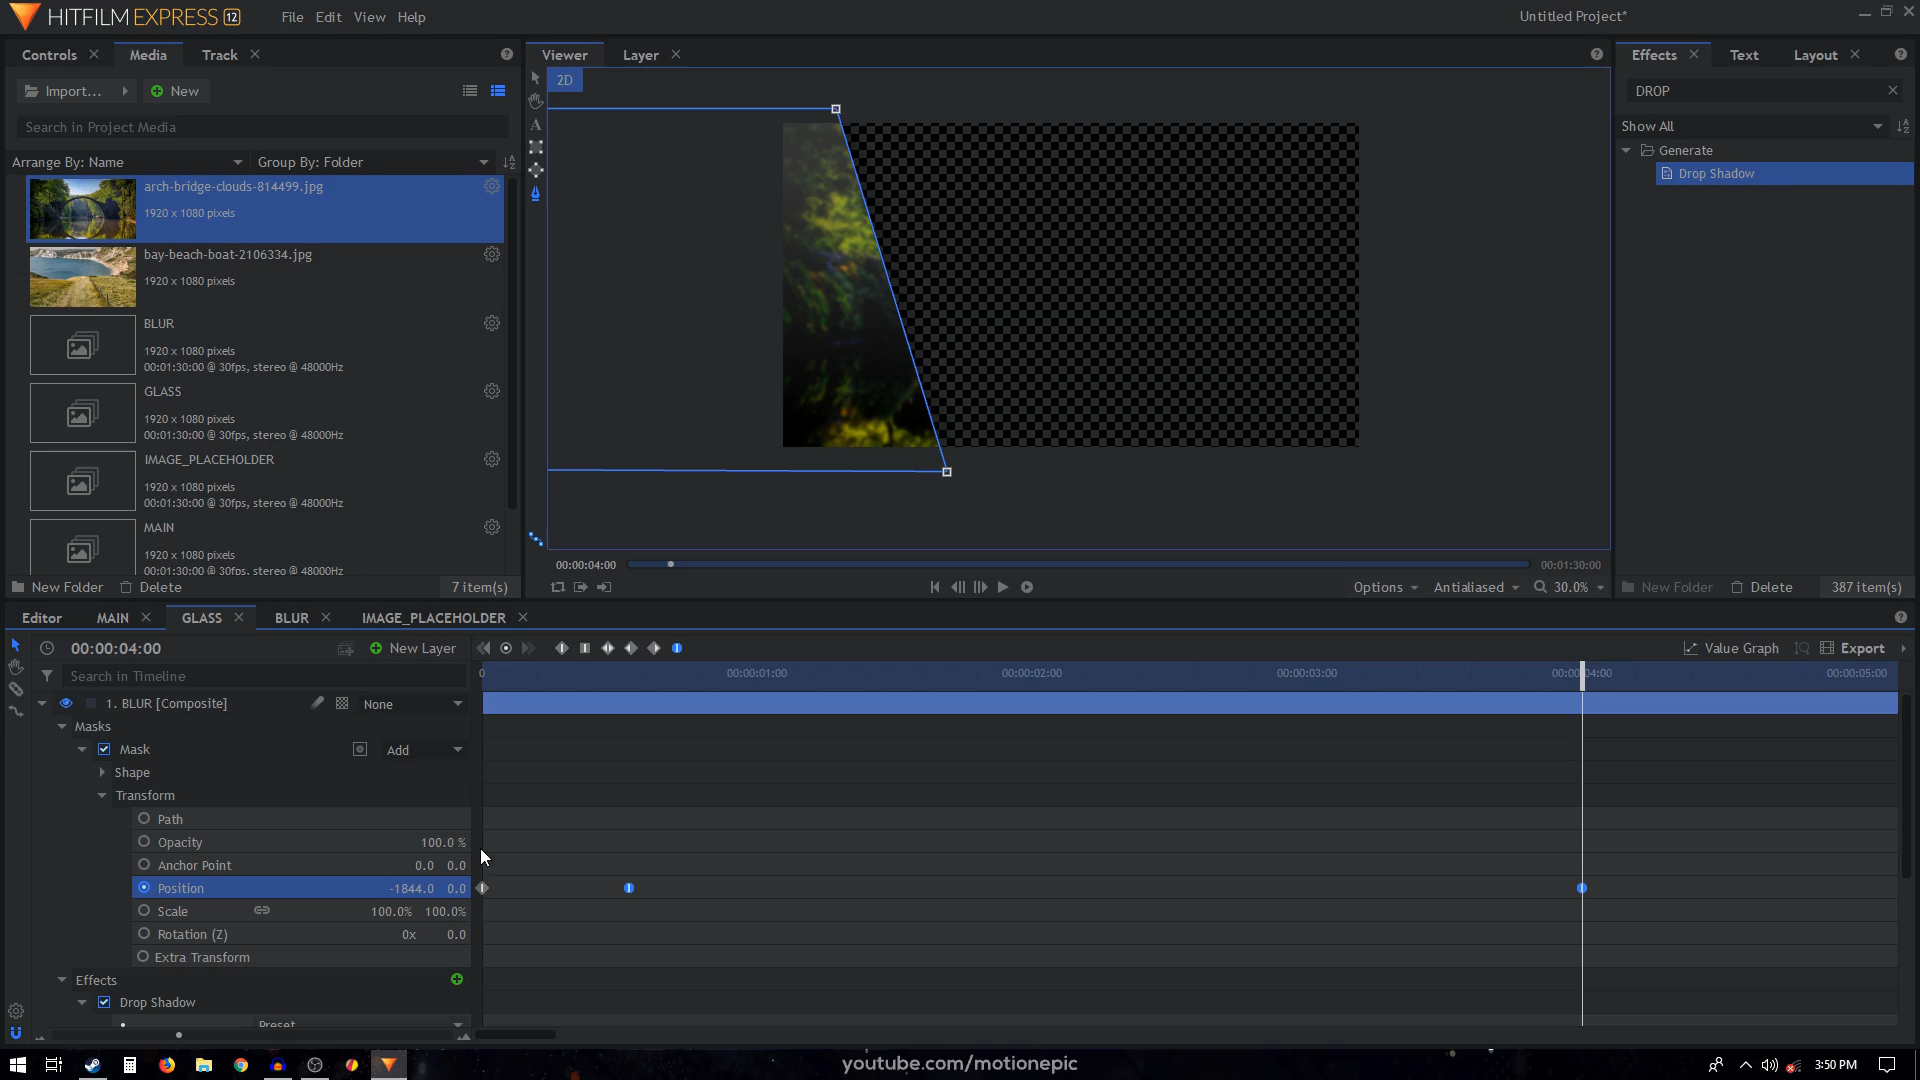 HITFILM EXPRESS 12
File Edit View Help
Untitled Project*
Controls Media Track
Import... New
Search in Project Media
Arrange By: Name Group By: Folder
arch-bridge-clouds-814499.jpg
1920 x 1080 pixels
bay-beach-boat-2106334.jpg
1920 x 1080 pixels
BLUR
1920 x 1080 pixels
00:01:30:00 @ 30fps, stereo @ 48000Hz
GLASS
1920 x 1080 pixels
00:01:30:00 @ 30fps, stereo @ 48000Hz
IMAGE_PLACEHOLDER
1920 x 1080 pixels
00:01:30:00 @ 30fps, stereo @ 48000Hz
MAIN
1920 x 1080 pixels
00:01:30:00 @ 30fps, stereo @ 48000Hz
New Folder Delete 7 item(s)
Viewer Layer
2D
00:00:04:00 00:01:30:00
Options Antialiased 30.0%
Effects Text Layout
DROP
Show All
Generate
Drop Shadow
New Folder Delete 387 item(s)
Editor MAIN GLASS BLUR IMAGE_PLACEHOLDER
00:00:04:00 New Layer Value Graph Export
Search in Timeline
0 00:00:01:00 00:00:02:00 00:00:03:00 00:00:04:00 00:00:05:00
1. BLUR [Composite] None
Masks
Mask Add
Shape
Transform
Path
Opacity 100.0 %
Anchor Point 0.0 0.0
Position -1844.0 0.0
Scale 100.0% 100.0%
Rotation (Z) 0x 0.0
Extra Transform
Effects
Drop Shadow
Preset
youtube.com/motionepic
3:50 PM